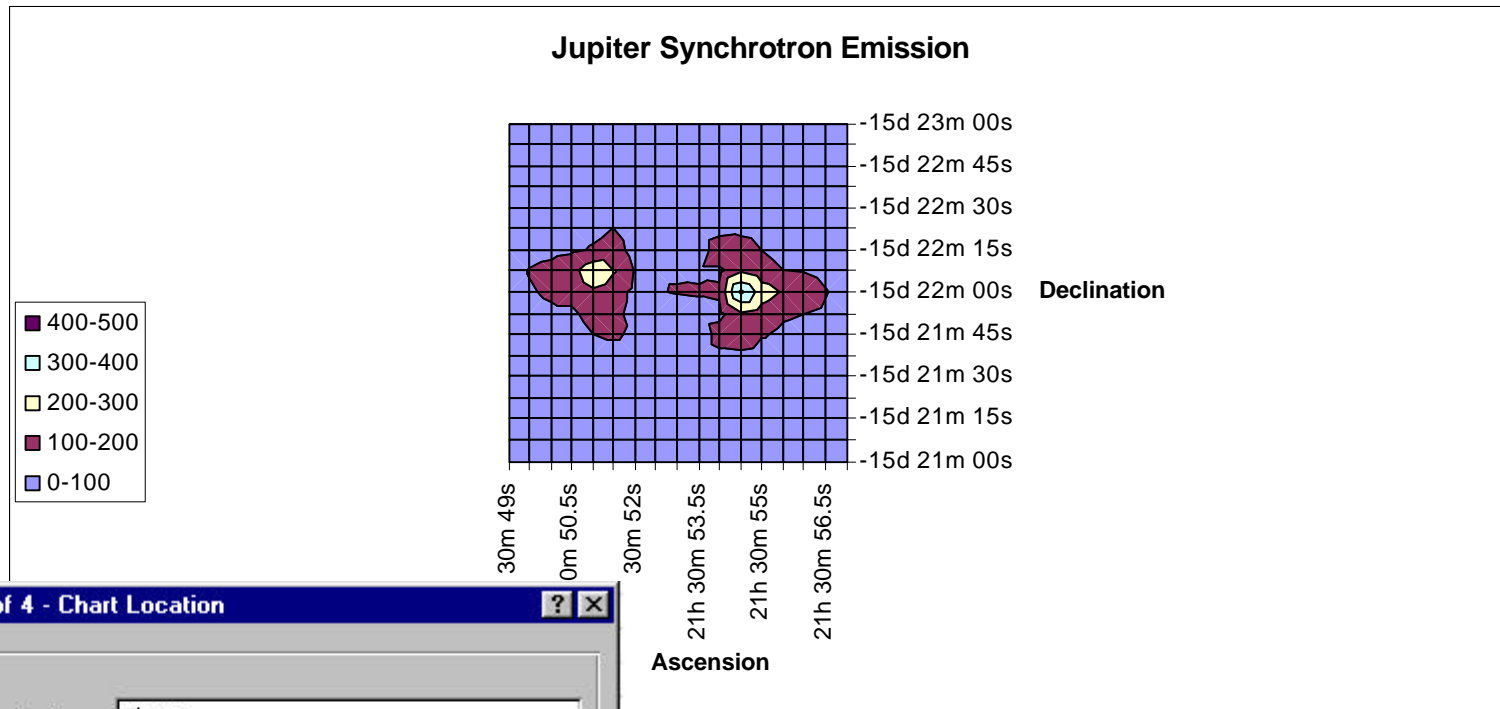 Jupiter Synchrotron Emission
-15d 23m 00s
-15d 22m 45s
-15d 22m 30s
-15d 22m 15s
-15d 22m 00s
-15d 21m 45s
-15d 21m 30s
-15d 21m 15s
-15d 21m 00s
Declination
400-500
300-400
200-300
100-200
0-100
30m 49s
0m 50.5s
30m 52s
21h 30m 53.5s
21h 30m 55s
21h 30m 56.5s
Ascension
of 4 - Chart Location